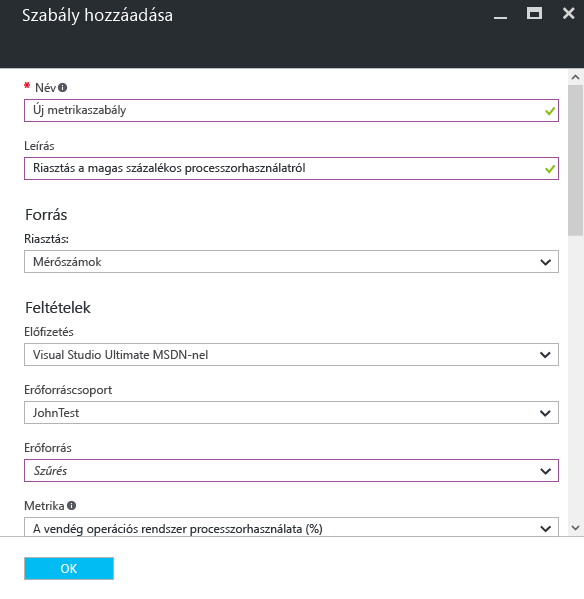 Szabály hozzáadása
* Név
Új metrikaszabály
Leírás
Riasztás a magas százalékos processzorhasználatról
Forrás
Riasztás:
Mérőszámok
Feltételek
Előfizetés
Visual Studio Ultimate MSDN-nel
Erőforráscsoport
JohnTest
Erőforrás
Szűrés
Metrika
A vendég operációs rendszer processzorhasználata (%)
OK